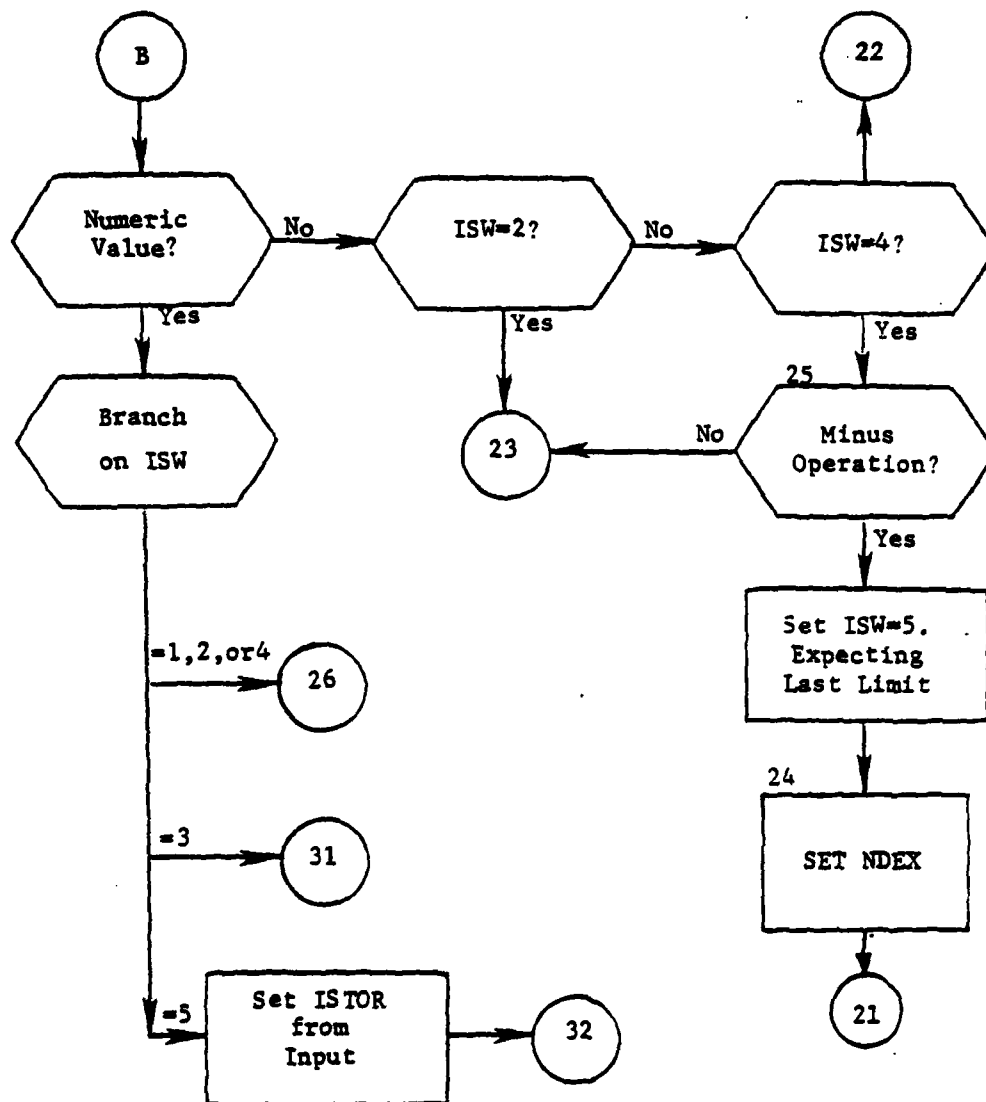 B
22
Numeric
Value?
No
ISW=2?
No
ISW=4?
Yes
Yes
Yes
Branch
on ISW
23
No
25
Minus
Operation?
Yes
Set ISW=5.
Expecting
Last Limit
=1,2,or4
26
24
SET NDEX
=3
31
21
=5
Set ISTOR
from
Input
32